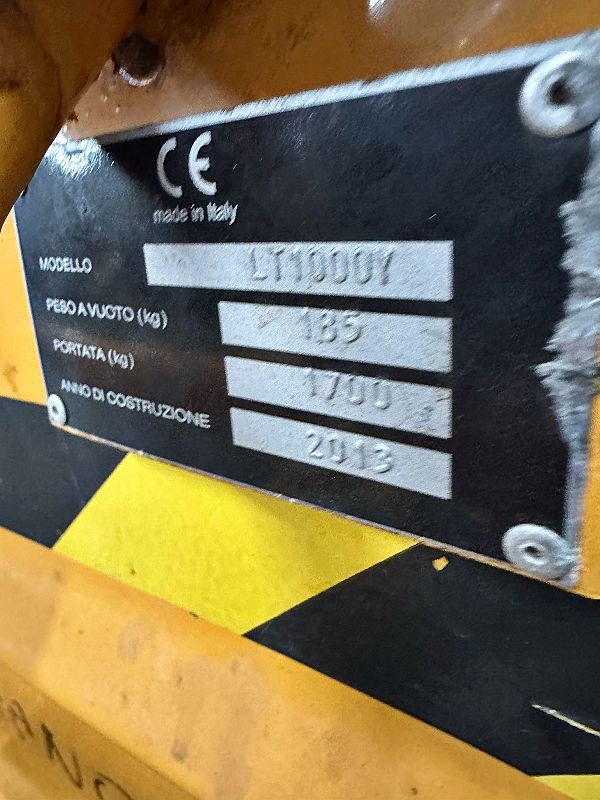 CE
made in Italy
MODELLO LT1000Y
PESO A VUOTO (kg) 185
PORTATA (kg) 1700
ANNO DI COSTRUZIONE 2013